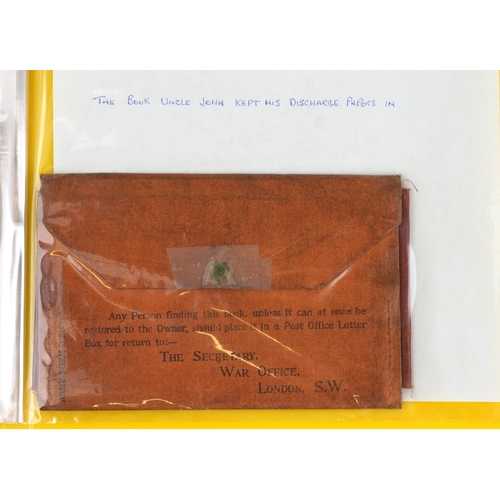 THE BOOK UNCLE JOHN KEPT HIS DISCHARGE PAPERS IN
Any Person finding this book, unless it can at once be
restored to the Owner, should place it in a Post Office Letter
Box for return to:—
THE SECRETARY,
WAR OFFICE,
LONDON, S.W.